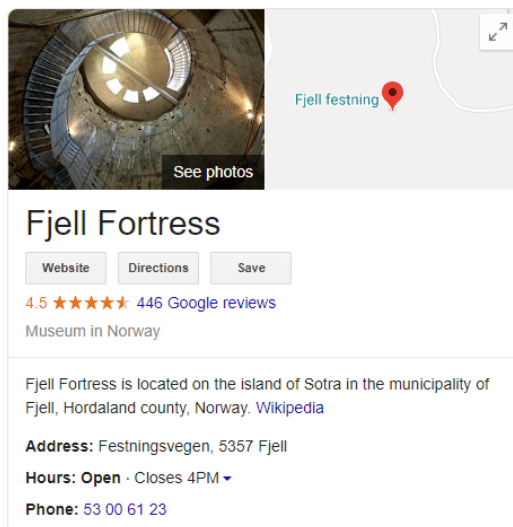 Fjell festning
See photos
Fjell Fortress
Website Directions Save
4.5 446 Google reviews
Museum in Norway
Fjell Fortress is located on the island of Sotra in the municipality of
Fjell, Hordaland county, Norway. Wikipedia
Address: Festningsvegen, 5357 Fjell
Hours: Open · Closes 4PM
Phone: 53 00 61 23